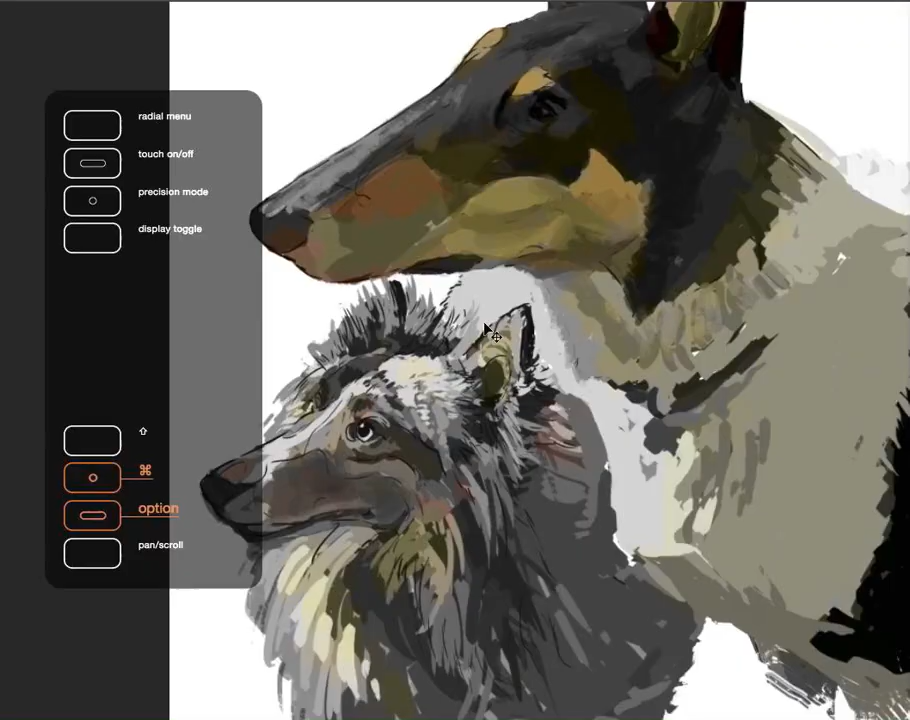 radial menu
touch on/off
precision mode
display toggle
⇧
⌘
option
pan/scroll